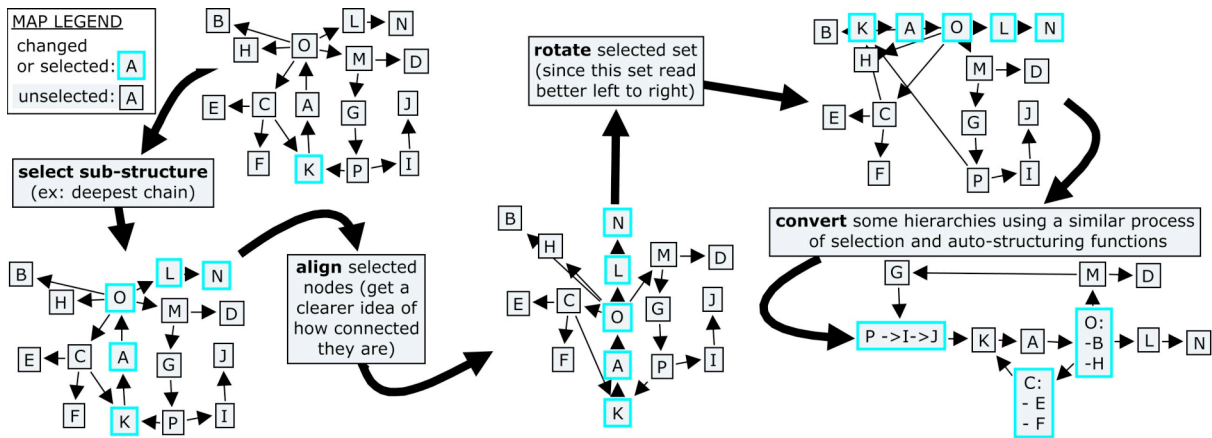 MAP LEGEND
changed
or selected: A
unselected: A
B
L
N
O
H
M
D
E
C
A
G
J
F
K
P
I
select sub-structure
(ex: deepest chain)
B
L
N
H
O
M
D
E
C
A
G
J
F
K
P
I
align selected
nodes (get a
clearer idea of
how connected
they are)
rotate selected set
(since this set read
better left to right)
B
N
H
L
M
D
E
C
O
G
J
F
A
P
I
K
B
K
A
O
L
N
H
M
D
E
C
G
J
F
P
I
convert some hierarchies using a similar process
of selection and auto-structuring functions
G
M
D
P ->I->J
K
A
O:
-B
-H
L
N
C:
- E
- F